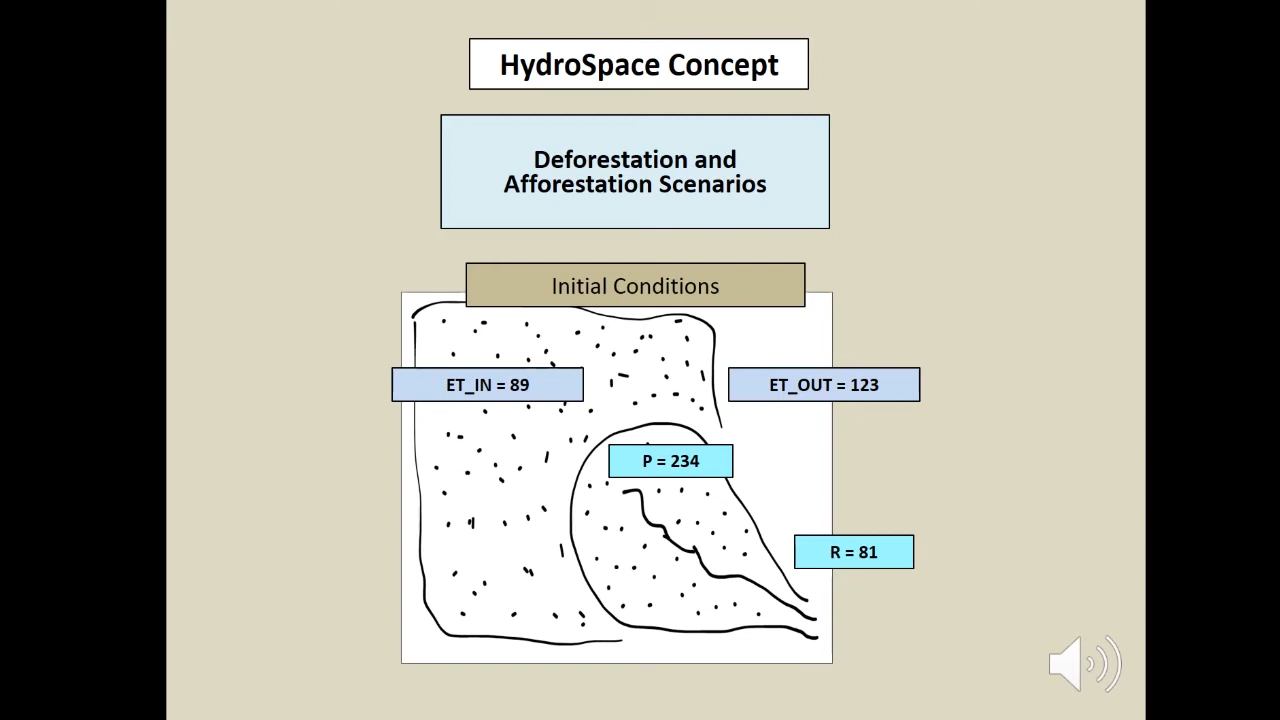 HydroSpace Concept
Deforestation and
Afforestation Scenarios
Initial Conditions
ET_IN = 89
ET_OUT = 123
P = 234
R = 81